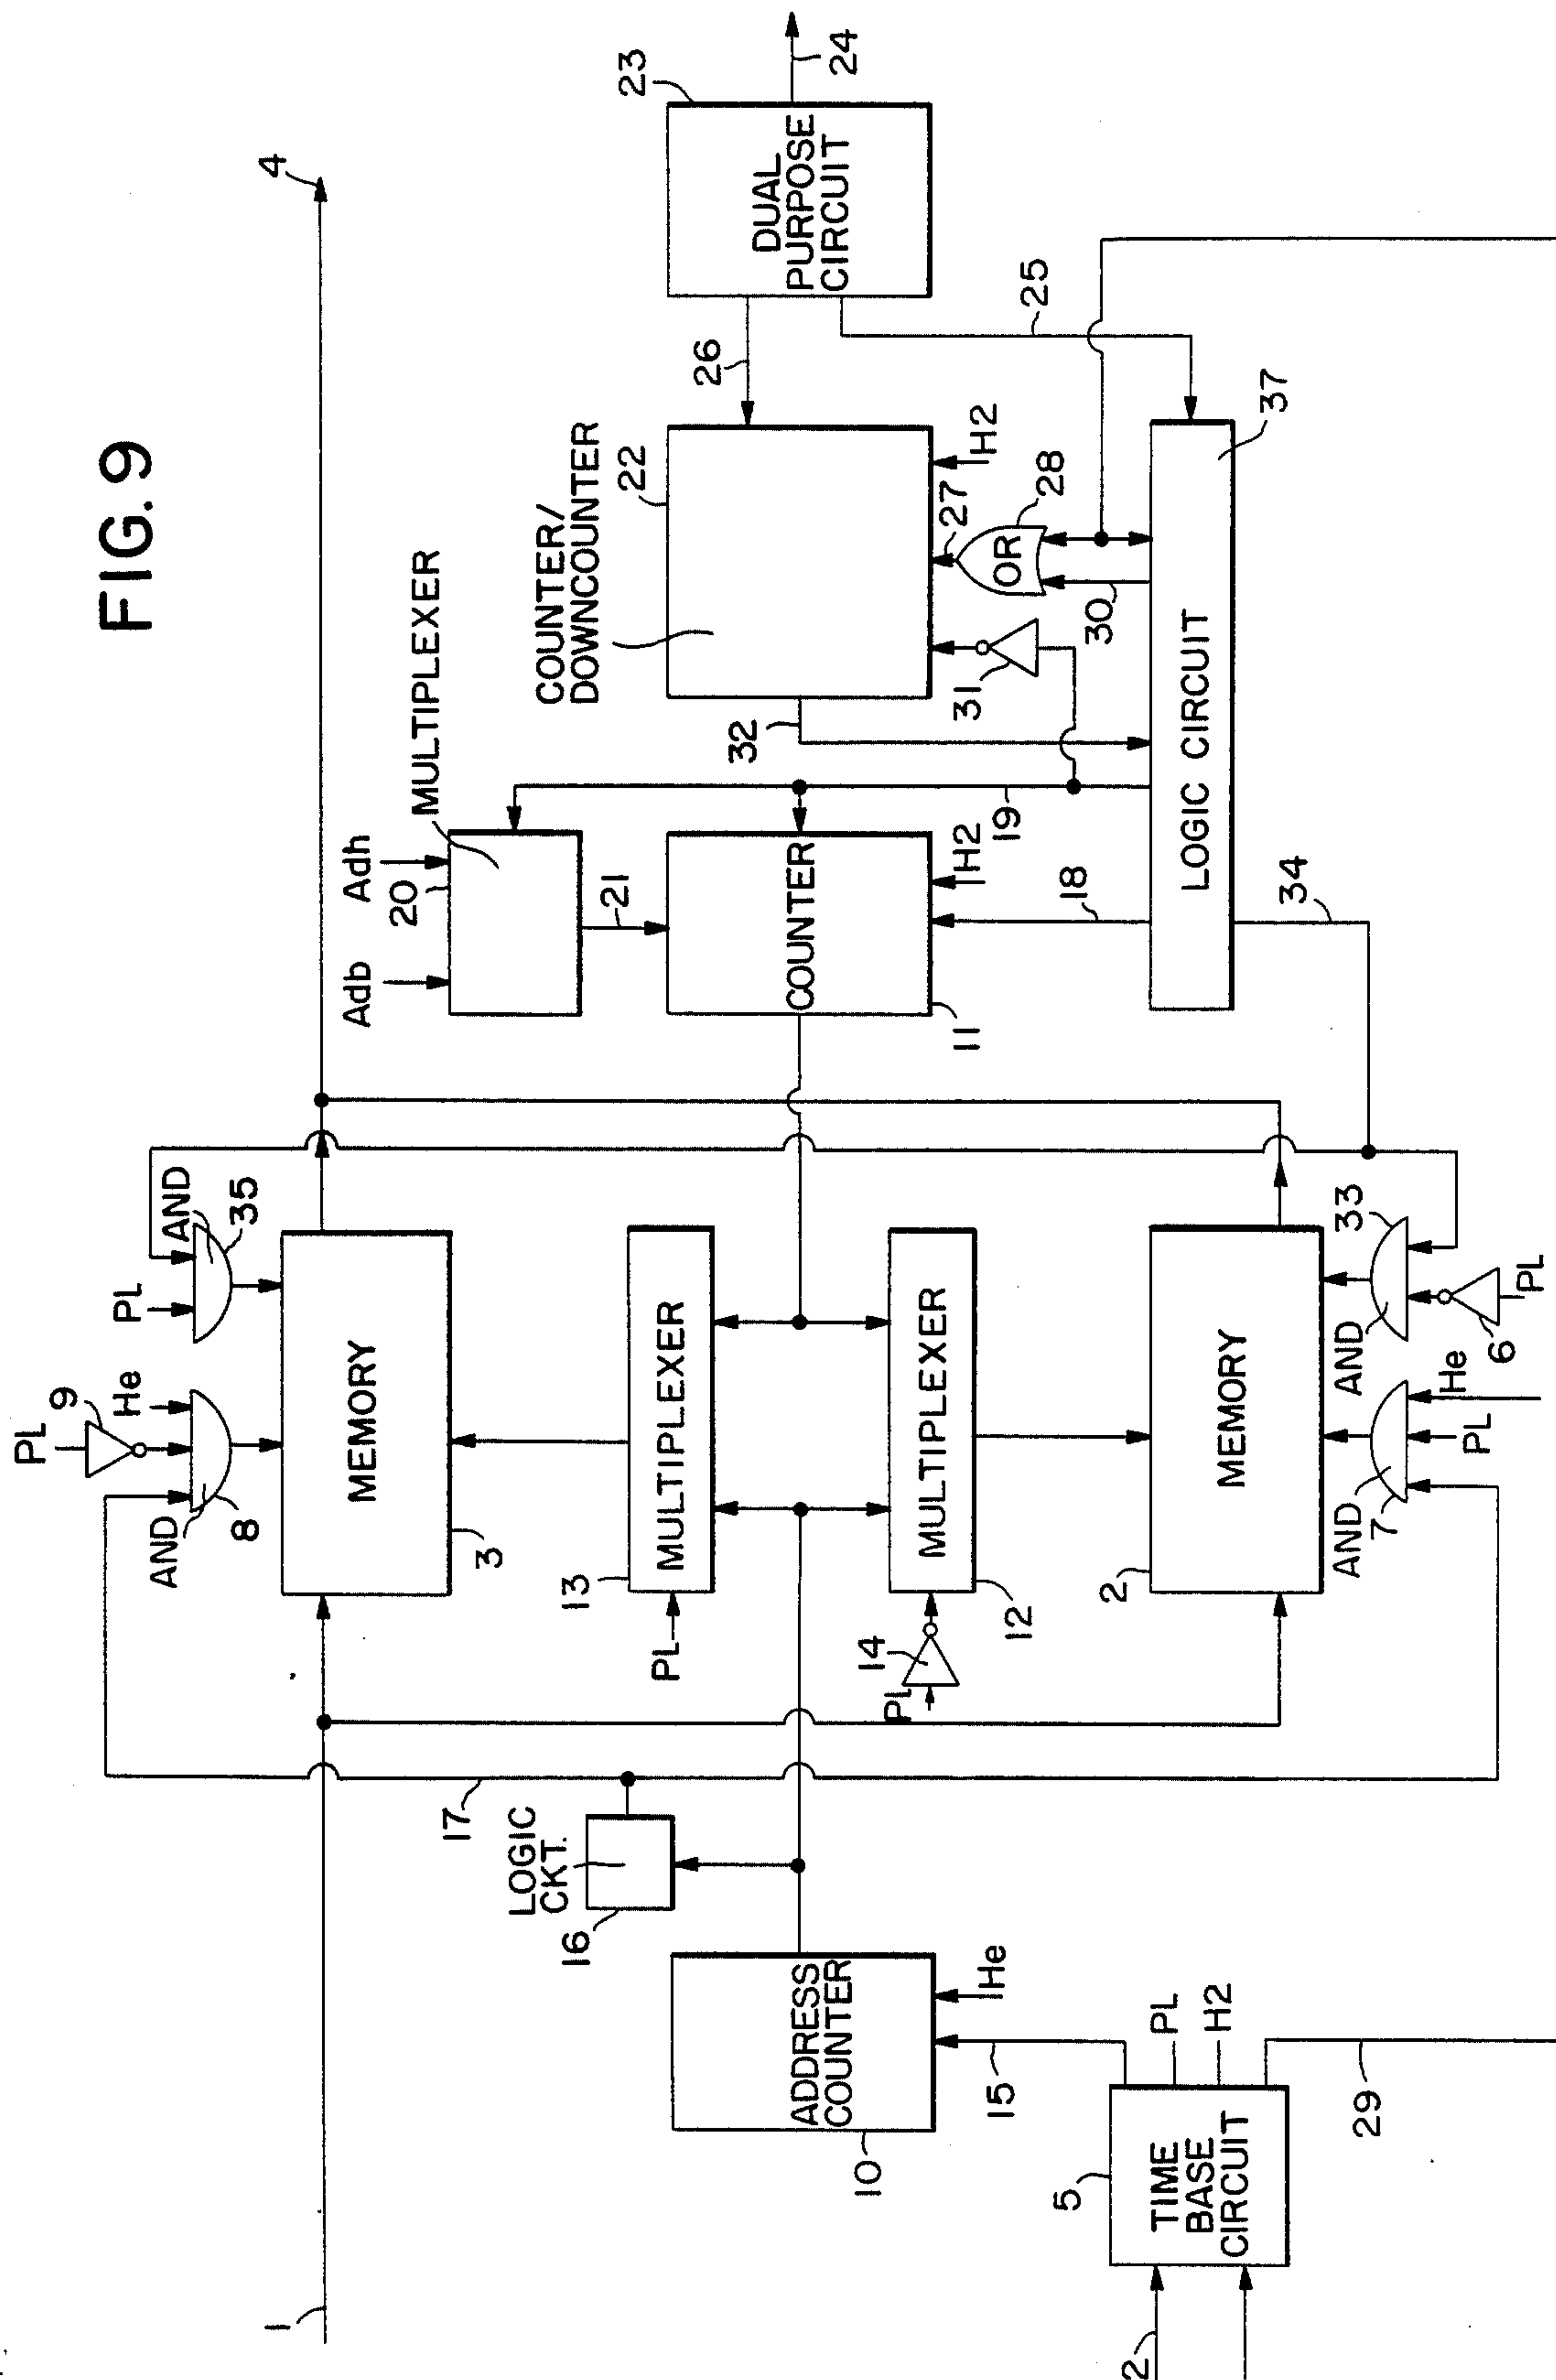 FIG. 9
1
4
PL
9
He
AND
8
PL
AND
35
MEMORY
3
17
LOGIC
CKT.
16
13
MULTIPLEXER
PL
14
PL
12
MULTIPLEXER
2
MEMORY
AND
7
PL
He
AND
33
6
PL
ADDRESS
COUNTER
10
He
15
5
TIME
BASE
CIRCUIT
PL
H2
29
Adb
Adh
20
MULTIPLEXER
21
COUNTER
11
H2
18
19
34
COUNTER/
DOWNCOUNTER
22
32
31
27
H2
OR
28
30
LOGIC CIRCUIT
37
26
25
23
DUAL
PURPOSE
CIRCUIT
24